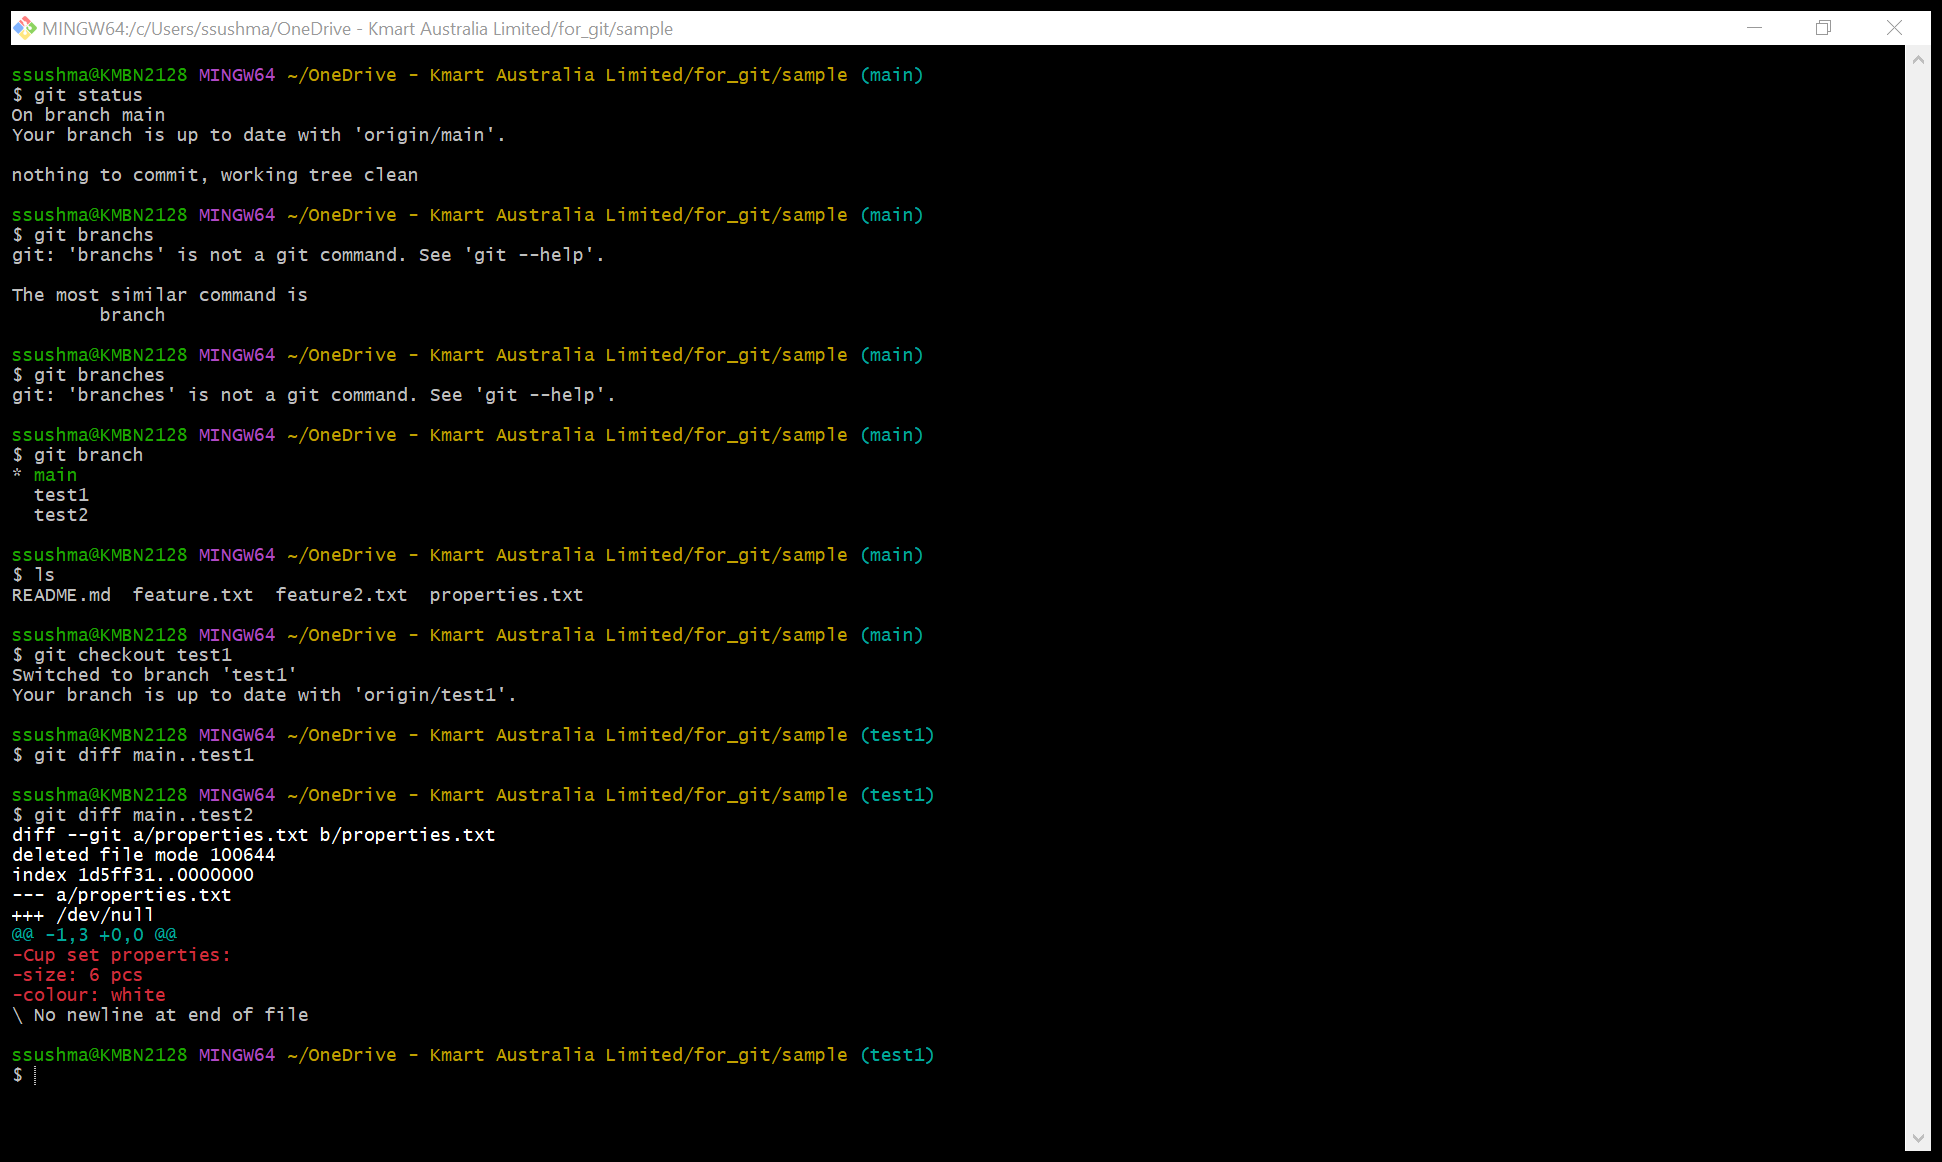 MINGW64:/c/Users/ssushma/OneDrive - Kmart Australia Limited/for_git/sample
ssushma@KMBN2128 MINGW64 ~/OneDrive - Kmart Australia Limited/for_git/sample (main)
$ git status
On branch main
Your branch is up to date with 'origin/main'.
nothing to commit, working tree clean
ssushma@KMBN2128 MINGW64 ~/OneDrive - Kmart Australia Limited/for_git/sample (main)
$ git branchs
git: 'branchs' is not a git command. See 'git --help'.
The most similar command is
        branch
ssushma@KMBN2128 MINGW64 ~/OneDrive - Kmart Australia Limited/for_git/sample (main)
$ git branches
git: 'branches' is not a git command. See 'git --help'.
ssushma@KMBN2128 MINGW64 ~/OneDrive - Kmart Australia Limited/for_git/sample (main)
$ git branch
* main
  test1
  test2
ssushma@KMBN2128 MINGW64 ~/OneDrive - Kmart Australia Limited/for_git/sample (main)
$ ls
README.md  feature.txt  feature2.txt  properties.txt
ssushma@KMBN2128 MINGW64 ~/OneDrive - Kmart Australia Limited/for_git/sample (main)
$ git checkout test1
Switched to branch 'test1'
Your branch is up to date with 'origin/test1'.
ssushma@KMBN2128 MINGW64 ~/OneDrive - Kmart Australia Limited/for_git/sample (test1)
$ git diff main..test1
ssushma@KMBN2128 MINGW64 ~/OneDrive - Kmart Australia Limited/for_git/sample (test1)
$ git diff main..test2
diff --git a/properties.txt b/properties.txt
deleted file mode 100644
index 1d5ff31..0000000
--- a/properties.txt
+++ /dev/null
@@ -1,3 +0,0 @@
-Cup set properties:
-size: 6 pcs
-colour: white
\ No newline at end of file
ssushma@KMBN2128 MINGW64 ~/OneDrive - Kmart Australia Limited/for_git/sample (test1)
$